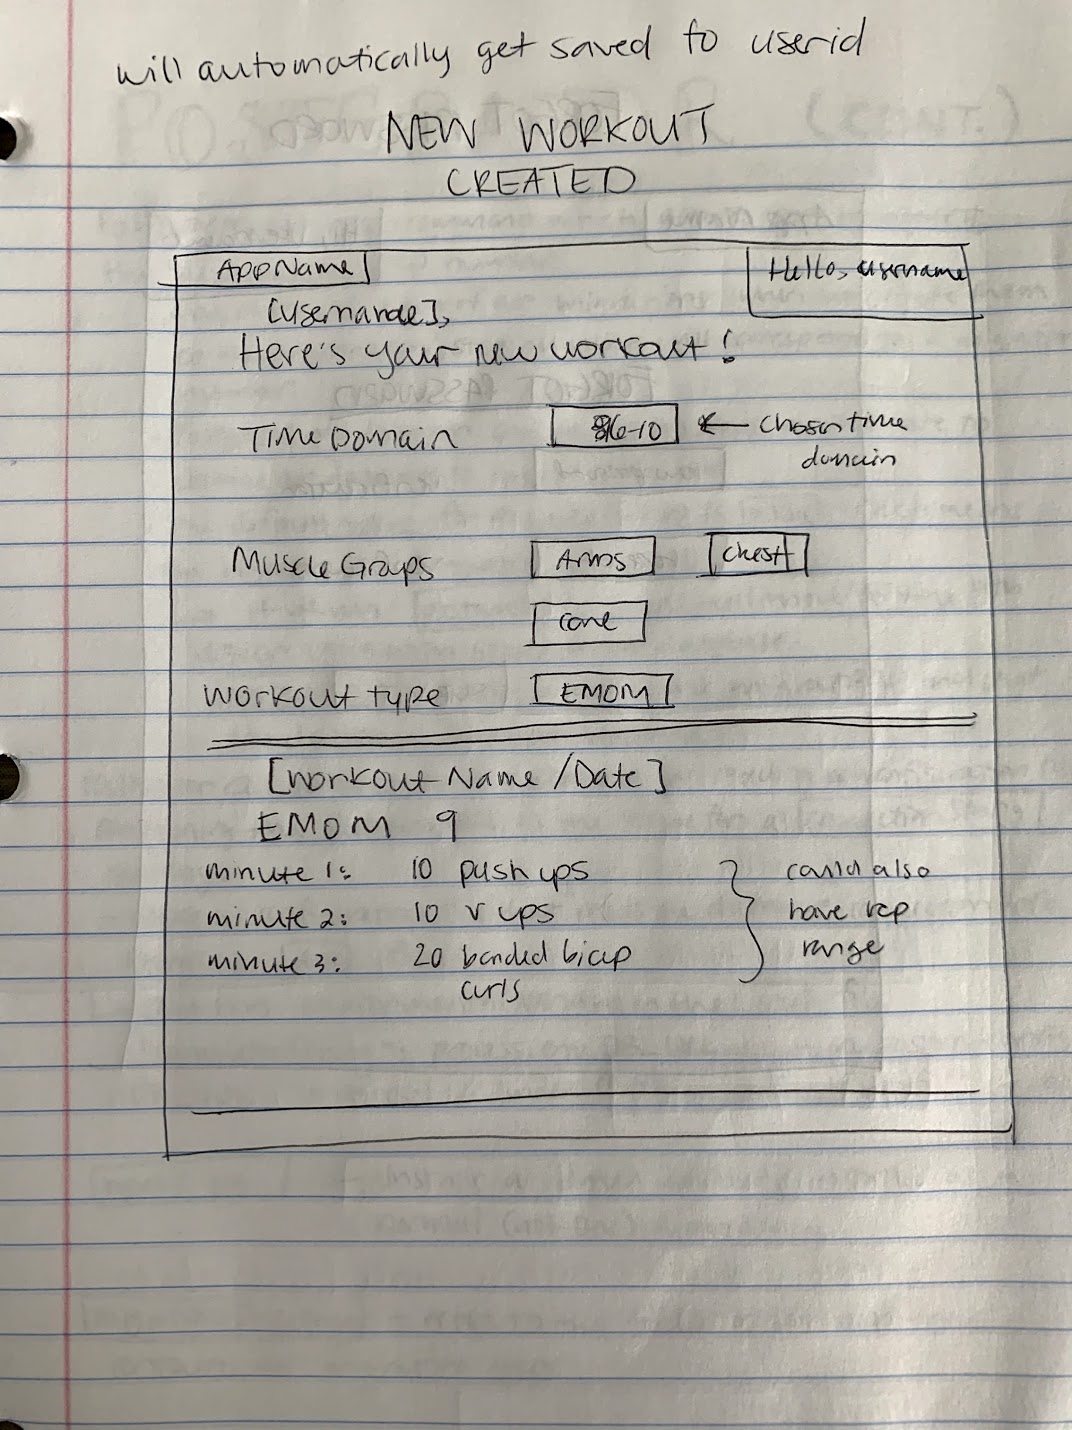 will automatically get saved to userid
NEW WORKOUT
CREATED
AppName
Hello, username
[username],
Here's your new workout!
Time Domain
6-10
← chosen time
domain
Muscle Groups
Arms
Chest
Core
Workout type
EMOM
[Workout Name/Date]
EMOM 9
minute 1: 10 push ups
minute 2: 10 v ups
minute 3: 20 banded bicep
curls
could also
have rep
range